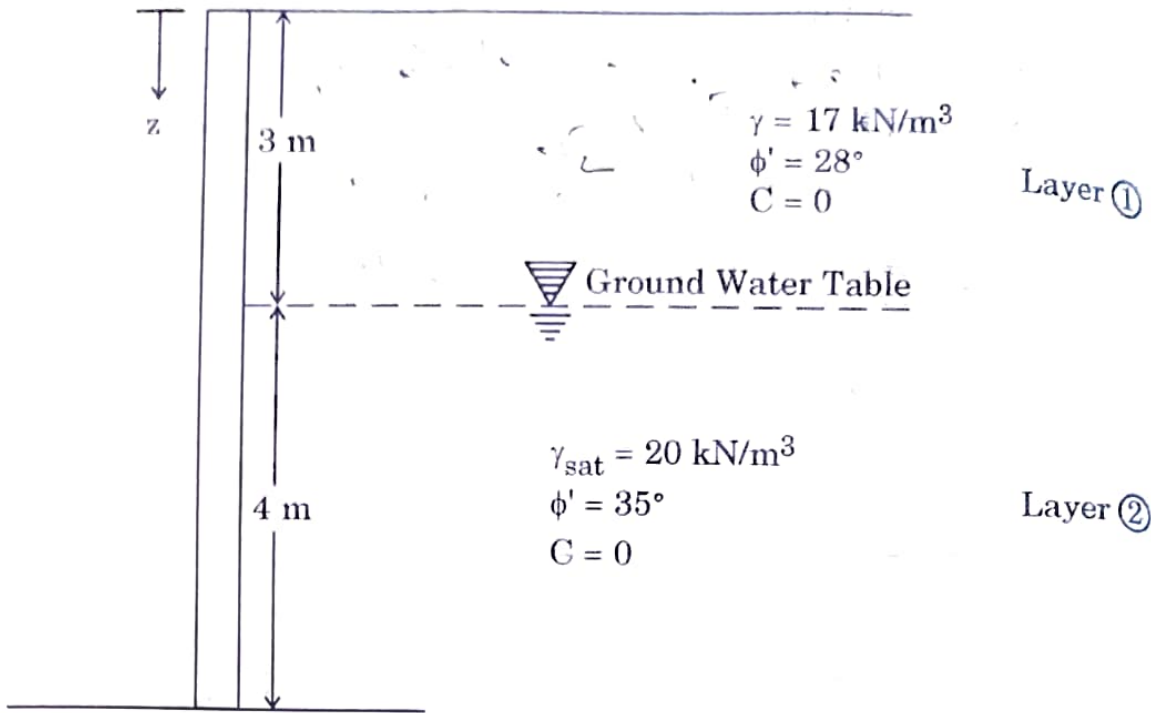 z
3 m
γ = 17 kN/m³
ϕ' = 28°
C = 0
Layer ①
Ground Water Table
4 m
γsat = 20 kN/m³
ϕ' = 35°
C = 0
Layer ②